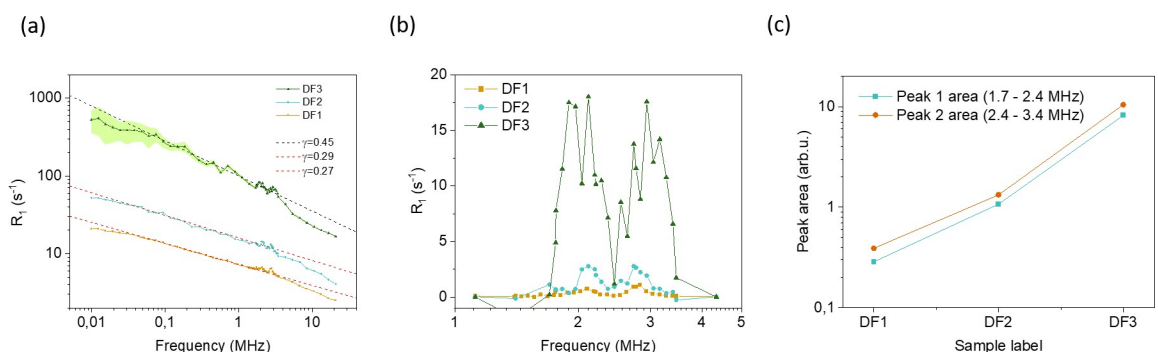 (a)
(b)
(c)
R1 (s-1)
1000
100
10
0,01
0,1
1
10
Frequency (MHz)
DF3
DF2
DF1
γ=0.45
γ=0.29
γ=0.27
R1 (s-1)
20
15
10
5
0
1
2
3
4
5
Frequency (MHz)
DF1
DF2
DF3
Peak area (arb.u.)
10
1
0,1
DF1
DF2
DF3
Sample label
Peak 1 area (1.7 - 2.4 MHz)
Peak 2 area (2.4 - 3.4 MHz)